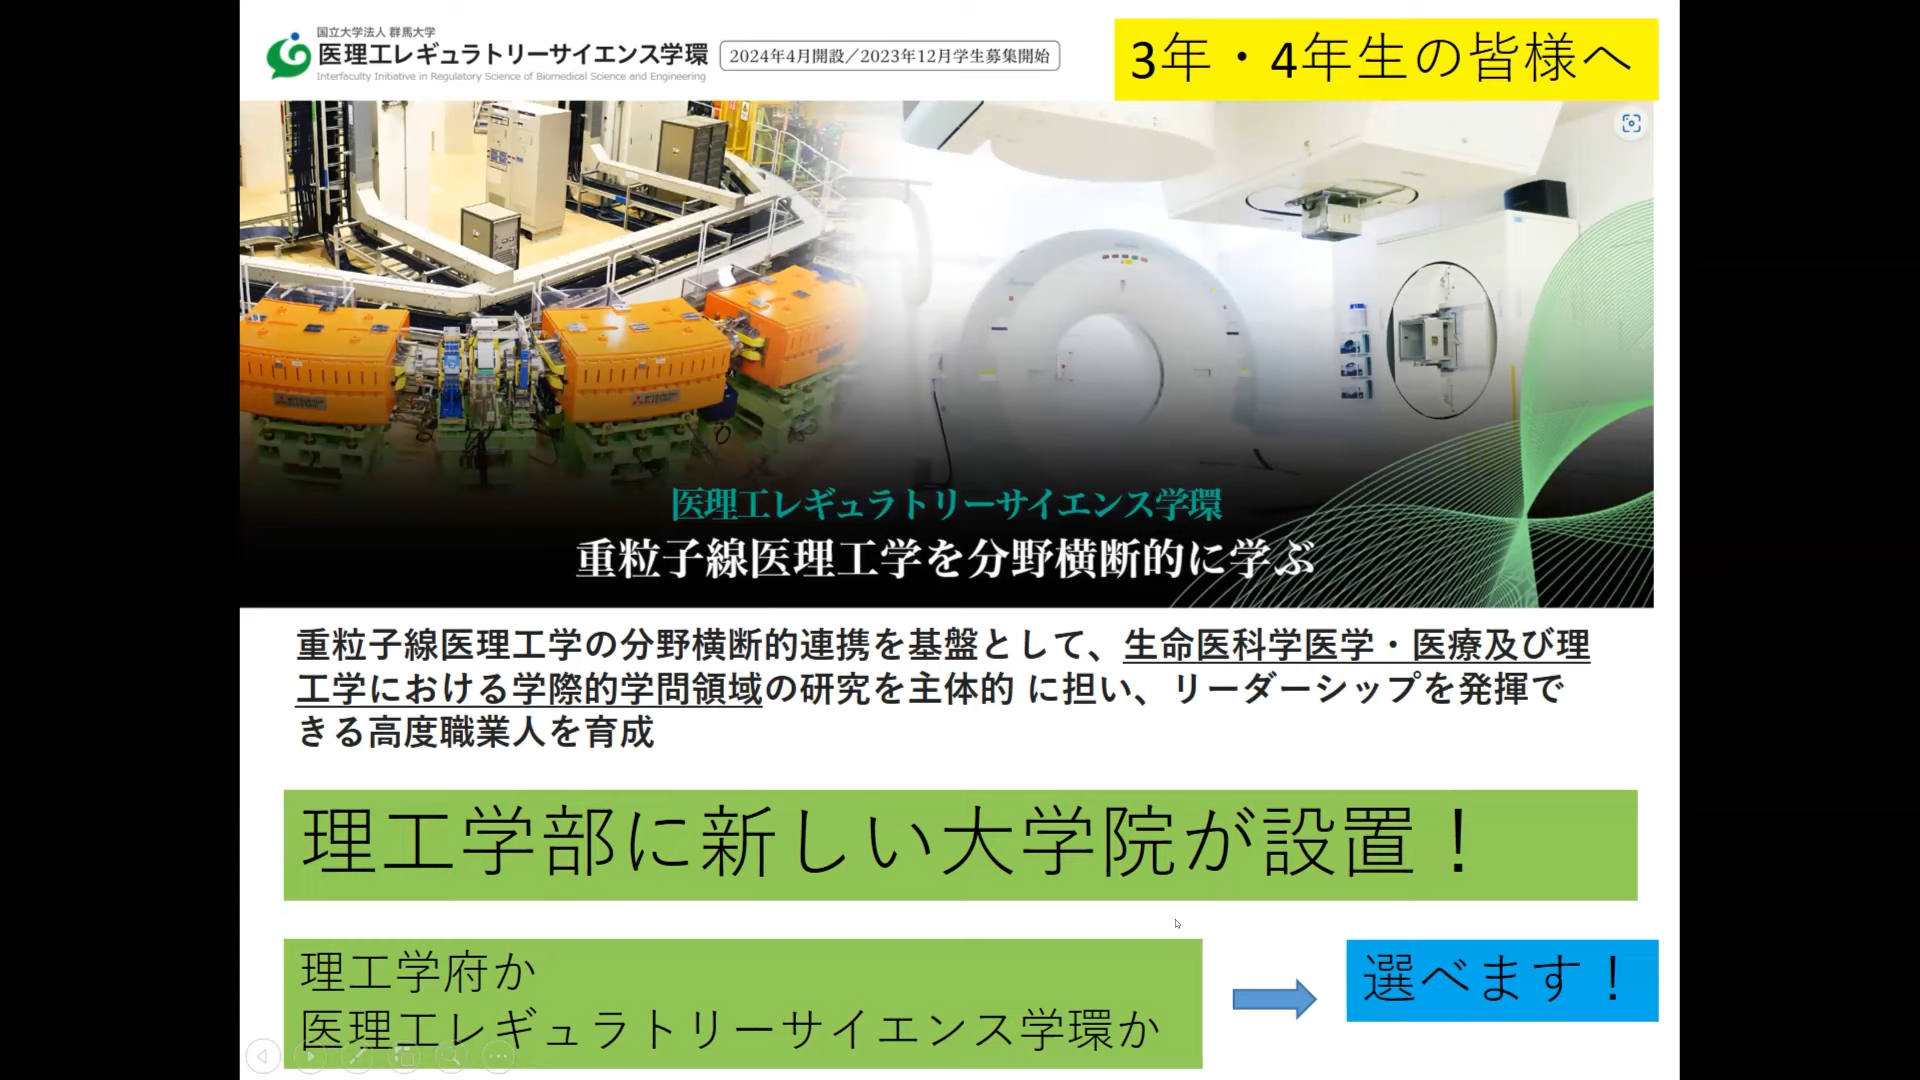 国立大学法人 群馬大学
医理工レギュラトリーサイエンス学環
Interfaculty Initiative in Regulatory Science of Biomedical Science and Engineering
2024年4月開設／2023年12月学生募集開始
3年・4年生の皆様へ
医理工レギュラトリーサイエンス学環
重粒子線医理工学を分野横断的に学ぶ
重粒子線医理工学の分野横断的連携を基盤として、生命医科学医学・医療及び理
工学における学際的学問領域の研究を主体的 に担い、リーダーシップを発揮で
きる高度職業人を育成
理工学部に新しい大学院が設置！
理工学府か
医理工レギュラトリーサイエンス学環か
選べます！